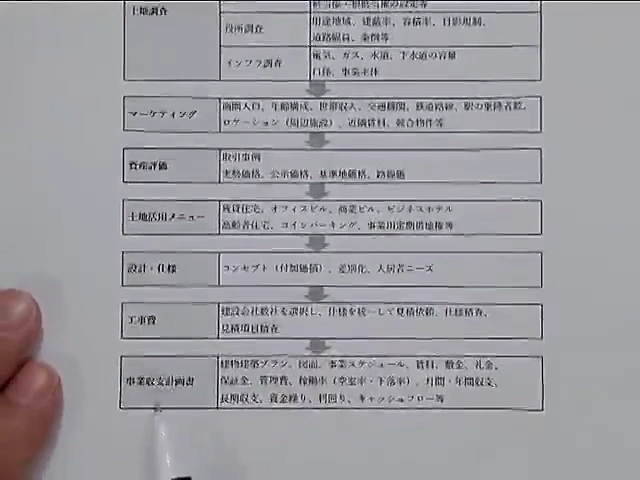 土地調査
担当権の設定等
役所調査
用途地域、建蔽率、容積率、日影規制、
道路幅員、条例等
インフラ調査
電気、ガス、水道、下水道の容量
口径、事業主体
マーケティング
商圏人口、年齢構成、世帯収入、交通機関、鉄道路線、駅の乗降者数、
ロケーション（周辺施設）、近隣賃料、競合物件等
資産評価
取引事例
実勢価格、公示価格、基準地価格、路線価
土地活用メニュー
賃貸住宅、オフィスビル、商業ビル、ビジネスホテル
高齢者住宅、コインパーキング、事業用定期借地権等
設計・仕様
コンセプト（付加価値）、差別化、入居者ニーズ
工事費
建設会社数社を選択し、仕様を統一して見積依頼、仕様精査、
見積項目精査
事業収支計画書
建物建築プラン、図面、事業スケジュール、賃料、敷金、礼金、
保証金、管理費、稼働率（空室率・下落率）、月間・年間収支、
長期収支、資金繰り、利回り、キャッシュフロー等